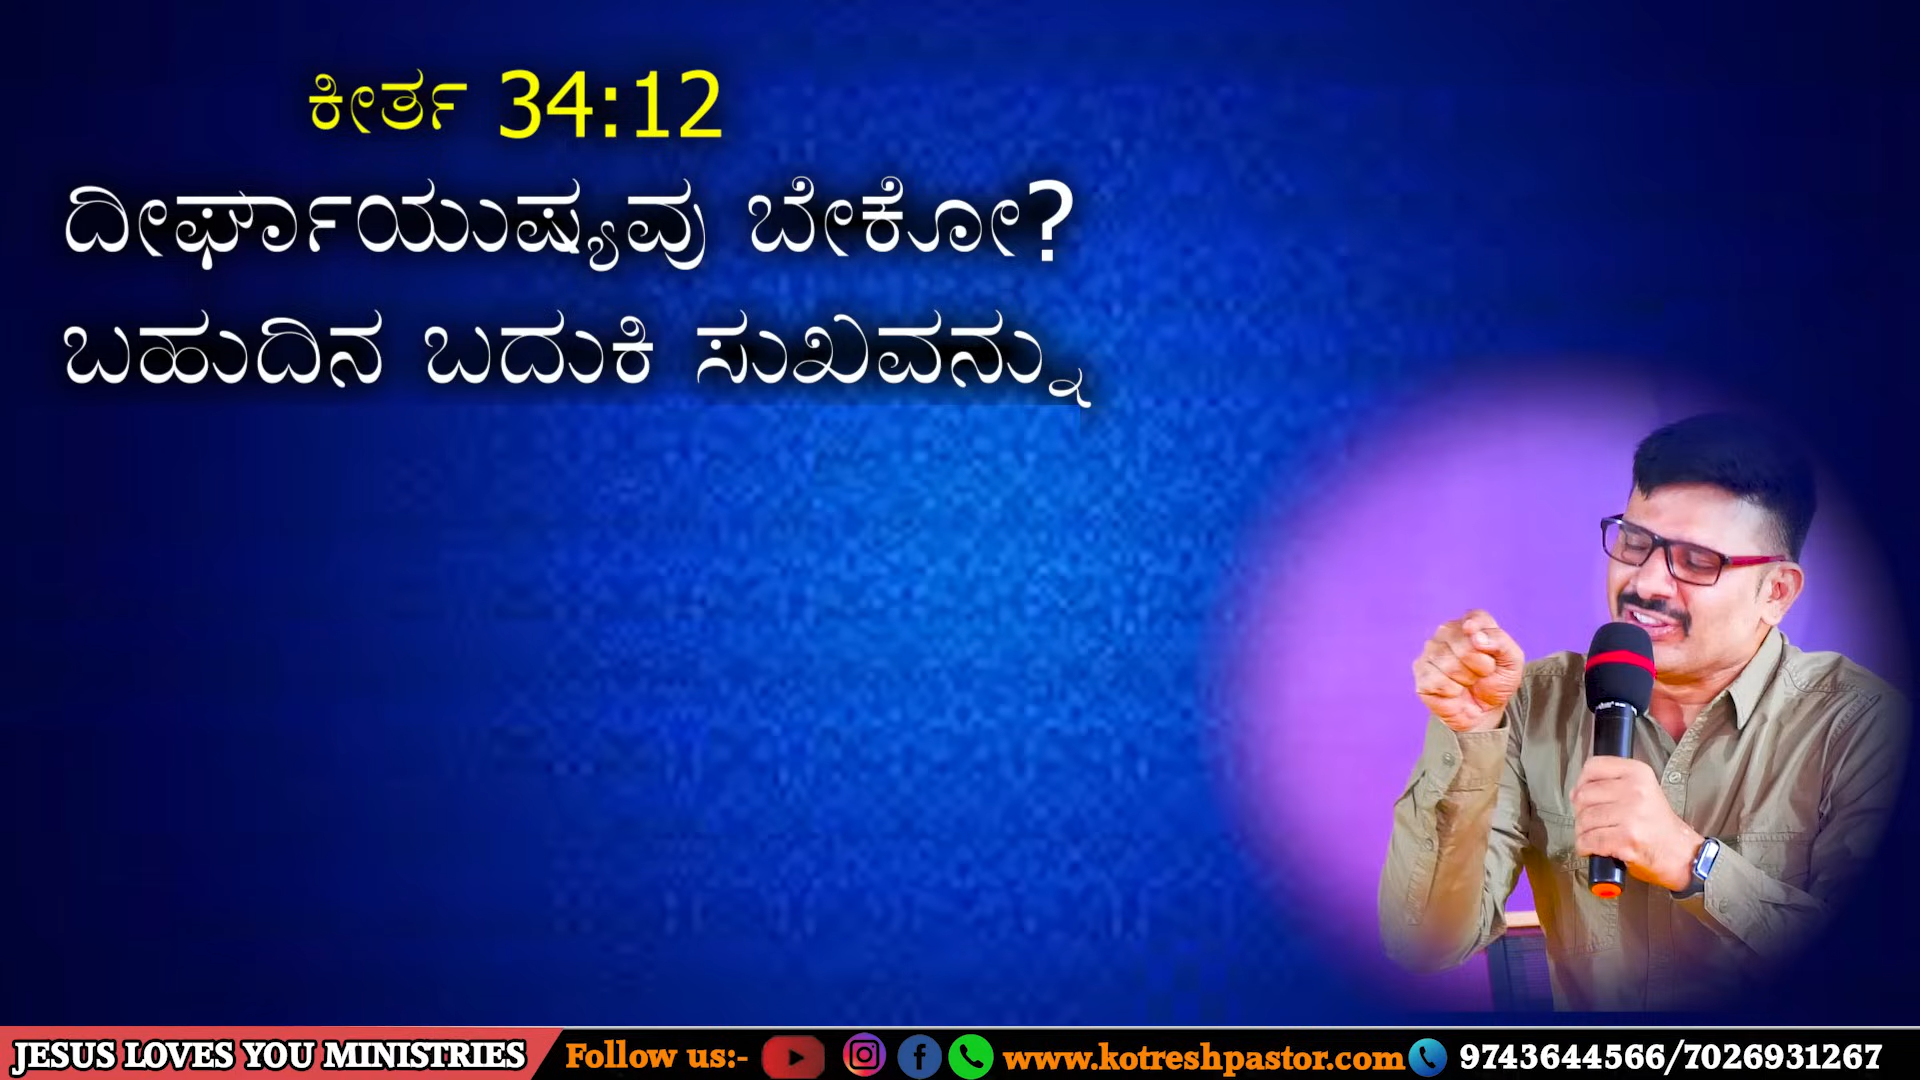 ಕೀರ್ತ 34:12
ದೀರ್ಘಾಯುಷ್ಯವು ಬೇಕೋ?
ಬಹುದಿನ ಬದುಕಿ ಸುಖವನ್ನು
JESUS LOVES YOU MINISTRIES Follow us:- www.kotreshpastor.com 9743644566/7026931267